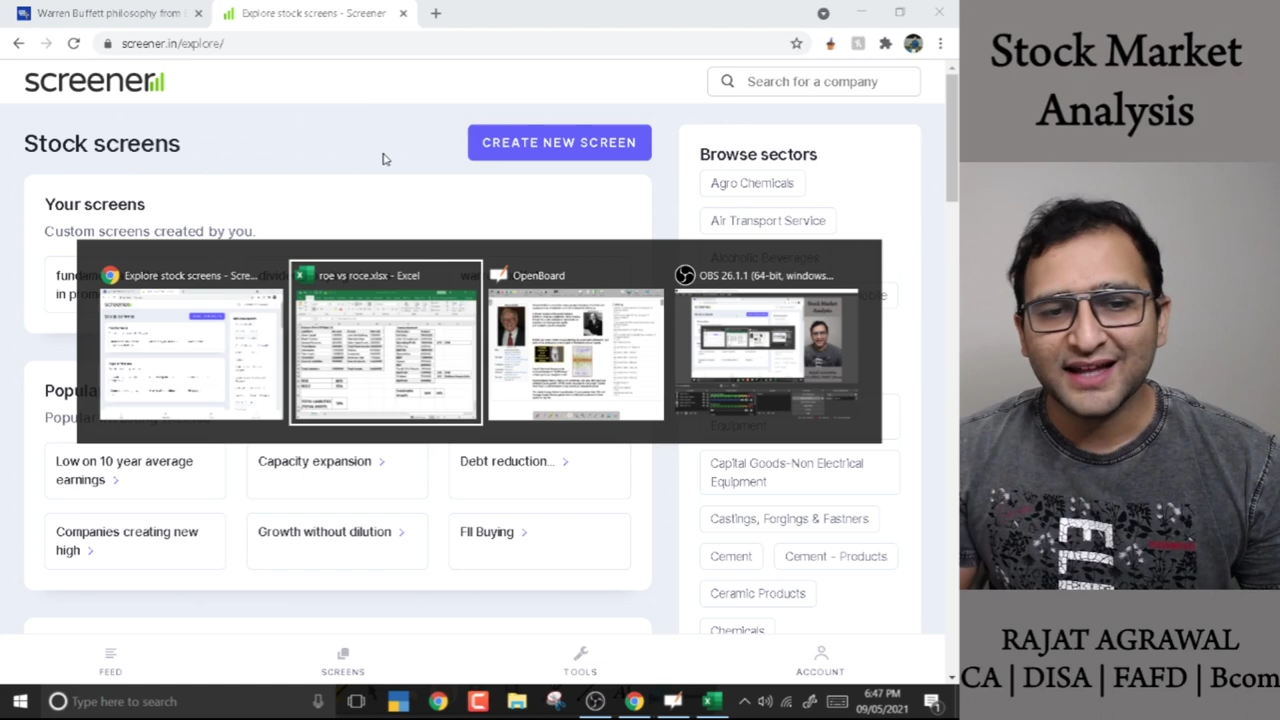 Warren Buffett philosophy from
Explore stock screens - Screener
screener.in/explore/
screener
Search for a company
Stock screens
CREATE NEW SCREEN
Your screens
Custom screens created by you.
Explore stock screens - Scre...
roe vs roce.xlsx - Excel
OpenBoard
OBS 26.1.1 (64-bit, windows...
Low on 10 year average
earnings
Capacity expansion
Debt reduction...
Companies creating new
high
Growth without dilution
FII Buying
Browse sectors
Agro Chemicals
Air Transport Service
Alcoholic Beverages
Equipment
Capital Goods-Non Electrical
Equipment
Castings, Forgings & Fasteners
Cement
Cement - Products
Ceramic Products
Chemicals
FEED
SCREENS
TOOLS
ACCOUNT
Type here to search
6:47 PM
09/05/2021
Stock Market
Analysis
RAJAT AGRAWAL
CA | DISA | FAFD | Bcom